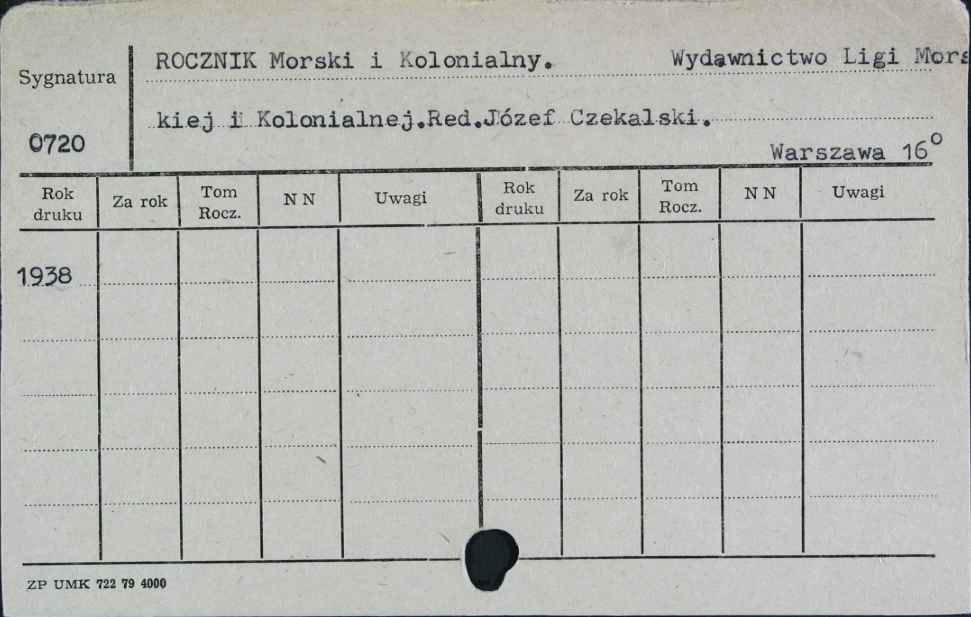 Sygnatura
ROCZNIK Morski i Kolonialny. Wydawnictwo Ligi Mors
kiej i Kolonialnej.Red.Józef Czekalski.
0720
Warszawa 16⁰
Rok druku Za rok Tom Rocz. N N Uwagi Rok druku Za rok Tom Rocz. N N Uwagi
1938
ZP UMK 722 79 4000